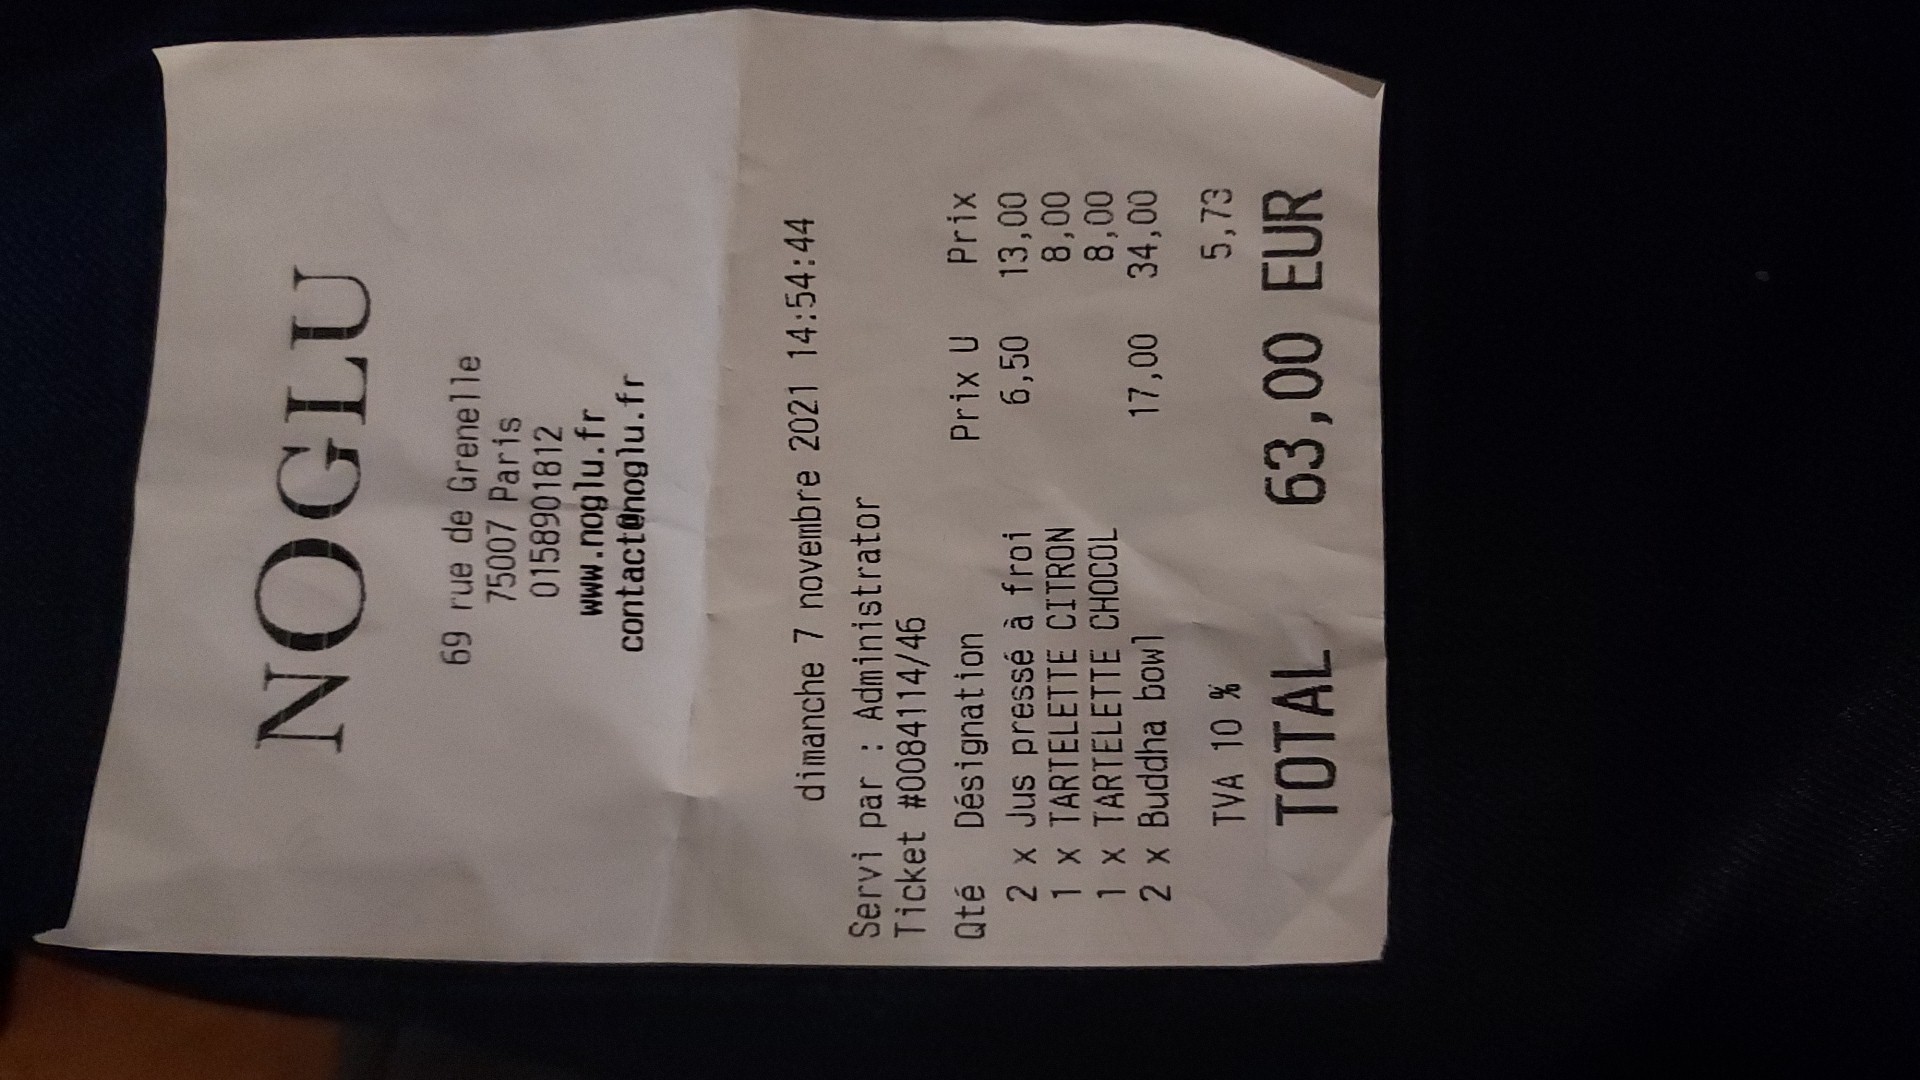 NOGLU
69 rue de Grenelle
75007 Paris
0158901812
www.noglu.fr
contact@noglu.fr
dimanche 7 novembre 2021 14:54:44
Servi par : Administrator
Ticket #0084114/46
Qté Désignation Prix U Prix
2 x Jus pressé à froi 6,50 13,00
1 x TARTELETTE CITRON 8,00
1 x TARTELETTE CHOCOL 8,00
2 x Buddha bowl 17,00 34,00
TVA 10 % 5,73
TOTAL 63,00 EUR